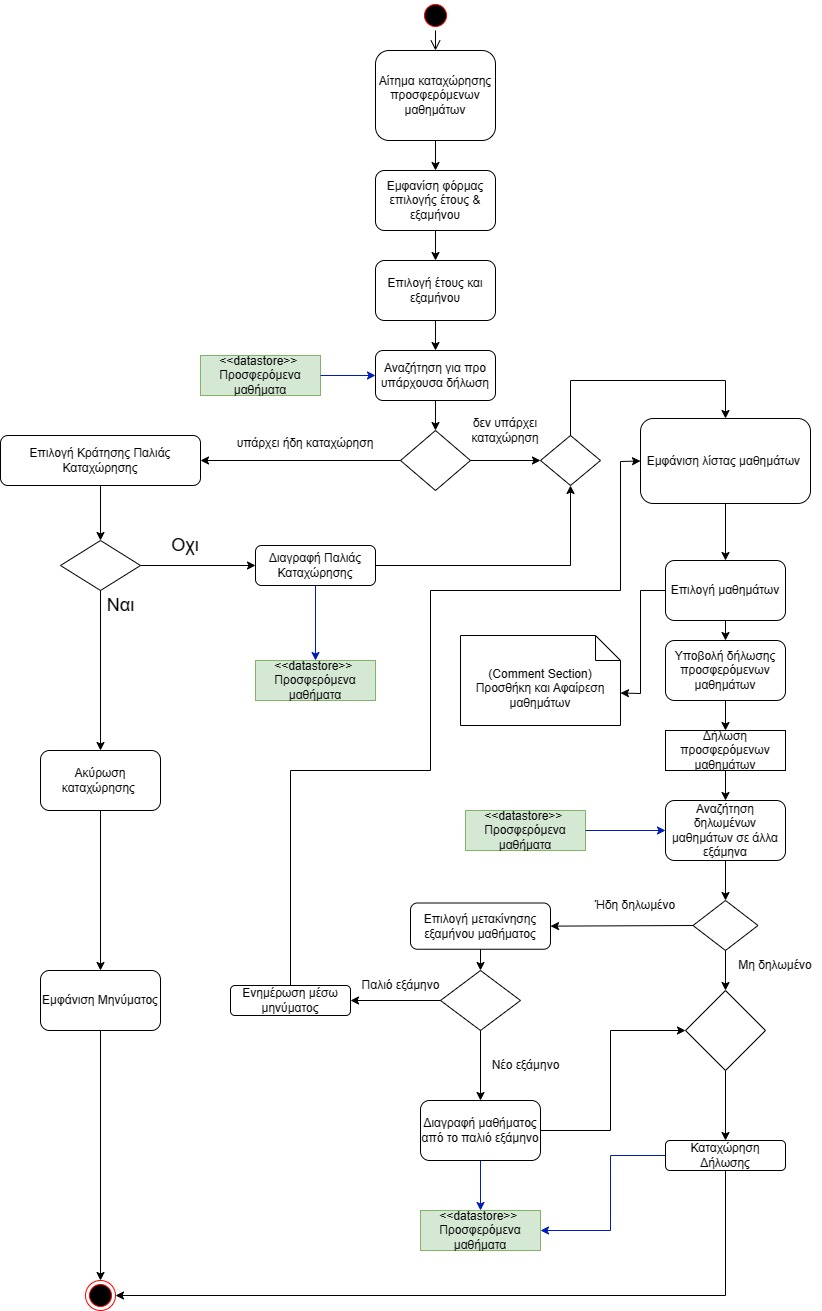 Αίτημα καταχώρησης
προσφερόμενων
μαθημάτων
Εμφανίση φόρμας
επιλογής έτους &
εξαμήνου
Επιλογή έτους και
εξαμήνου
<<datastore>>
Προσφερόμενα
μαθήματα
Αναζήτηση για προ
υπάρχουσα δήλωση
υπάρχει ήδη καταχώρηση
δεν υπάρχει
καταχώρηση
Επιλογή Κράτησης Παλιάς
Καταχώρησης
Εμφάνιση λίστας μαθημάτων
Οχι
Διαγραφή Παλιάς
Καταχώρησης
Ναι
Επιλογή μαθημάτων
<<datastore>>
Προσφερόμενα
μαθήματα
(Comment Section)
Προσθήκη και Αφαίρεση
μαθημάτων
Υποβολή δήλωσης
προσφερόμενων
μαθημάτων
Δήλωση
προσφερόμενων
μαθημάτων
Ακύρωση
καταχώρησης
<<datastore>>
Προσφερόμενα
μαθήματα
Αναζήτηση
δηλωμένων
μαθημάτων σε άλλα
εξάμηνα
Ήδη δηλωμένο
Επιλογή μετακίνησης
εξαμήνου μαθήματος
Μη δηλωμένο
Εμφάνιση Μηνύματος
Ενημέρωση μέσω
μηνύματος
Παλιό εξάμηνο
Νέο εξάμηνο
Διαγραφή μαθήματος
από το παλιό εξάμηνο
Καταχώρηση
Δήλωσης
<<datastore>>
Προσφερόμενα
μαθήματα